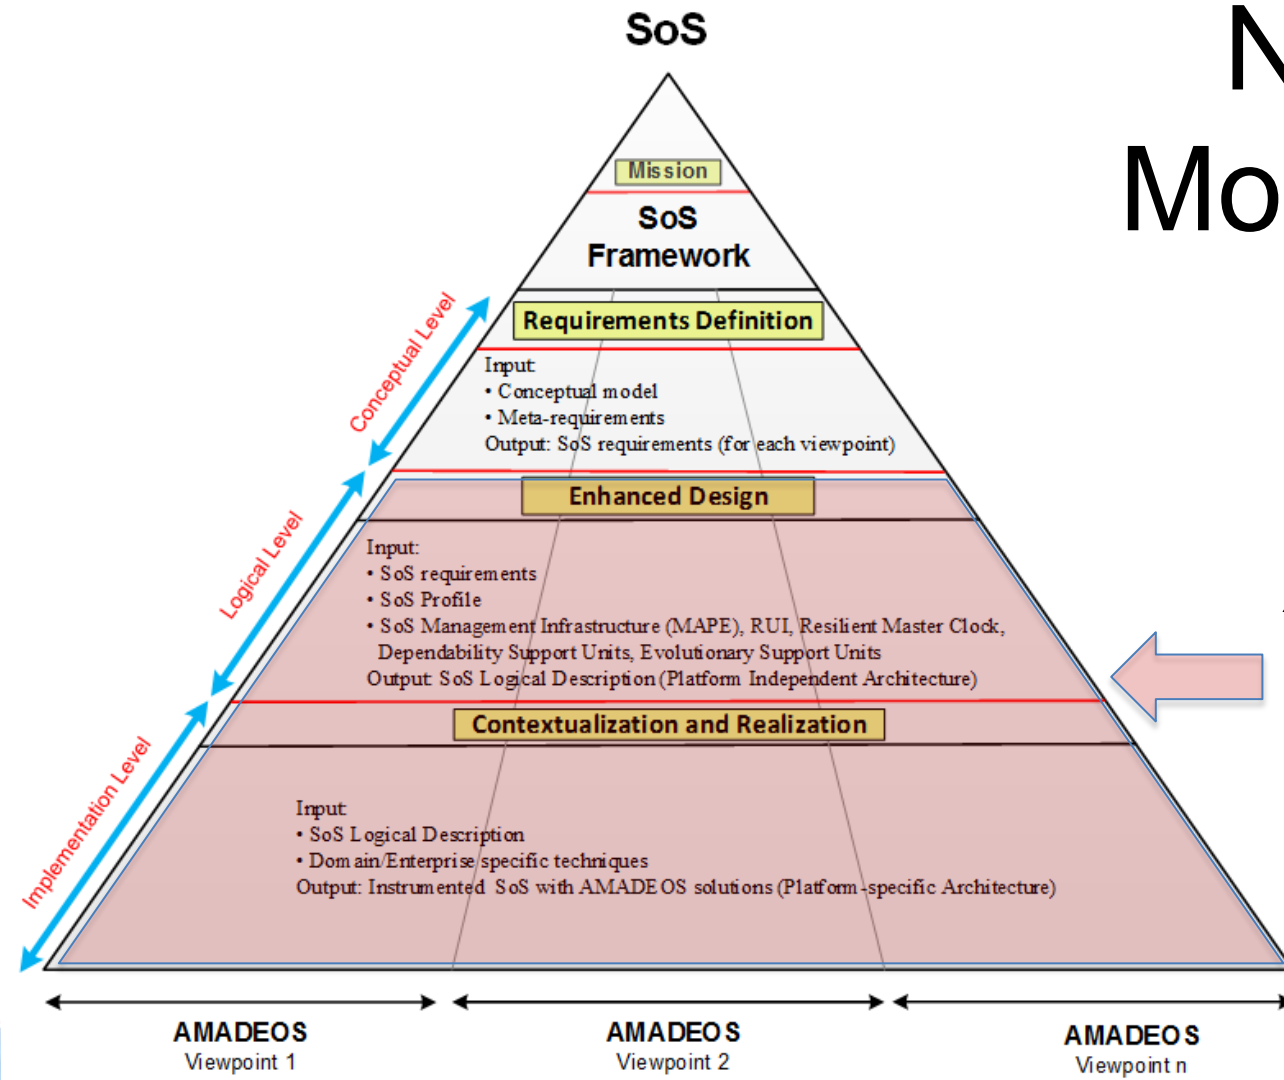 SoS
N
Mo
Mission
SoS
Framework
Conceptual Level
Requirements Definition
Input:
• Conceptual model
• Meta-requirements
Output: SoS requirements (for each viewpoint)
Logical Level
Enhanced Design
Input:
• SoS requirements
• SoS Profile
• SoS Management Infrastructure (MAPE), RUI, Resilient Master Clock,
Dependability Support Units, Evolutionary Support Units
Output: SoS Logical Description (Platform Independent Architecture)
Implementation Level
Contextualization and Realization
Input:
• SoS Logical Description
• Domain/Enterprise specific techniques
Output: Instrumented SoS with AMADEOS solutions (Platform-specific Architecture)
AMADEOS
Viewpoint 1
AMADEOS
Viewpoint 2
AMADEOS
Viewpoint n